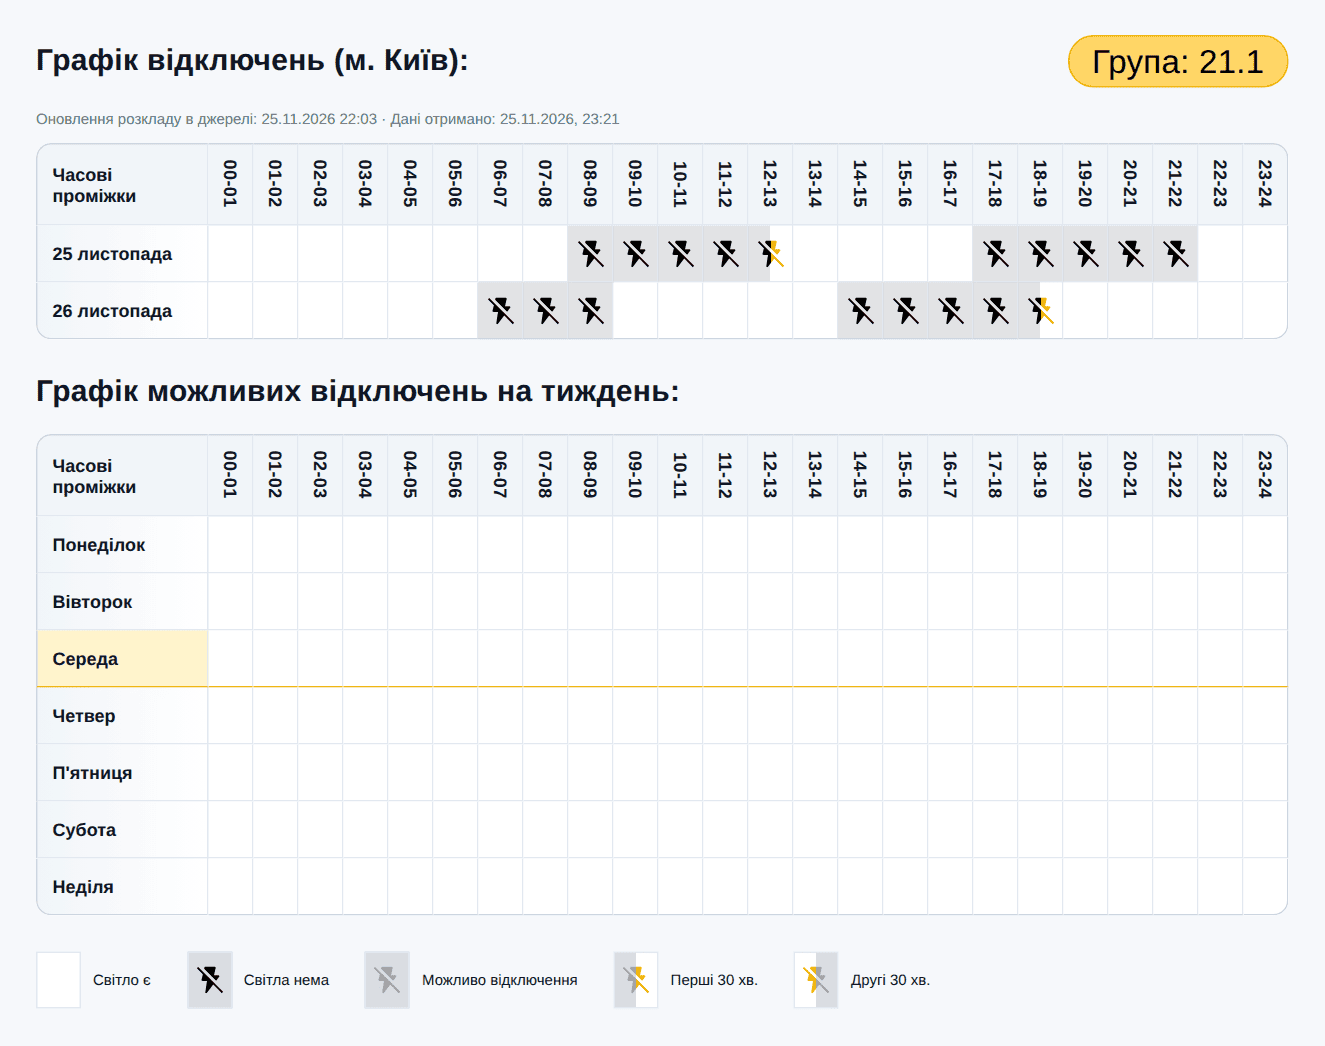 Графік відключень (м. Київ):
Група: 21.1
Оновлення розкладу в джерелі: 25.11.2026 22:03 · Дані отримано: 25.11.2026, 23:21
Часові проміжки 00-01 01-02 02-03 03-04 04-05 05-06 06-07 07-08 08-09 09-10 10-11 11-12 12-13 13-14 14-15 15-16 16-17 17-18 18-19 19-20 20-21 21-22 22-23 23-24
25 листопада
26 листопада
Графік можливих відключень на тиждень:
Часові проміжки 00-01 01-02 02-03 03-04 04-05 05-06 06-07 07-08 08-09 09-10 10-11 11-12 12-13 13-14 14-15 15-16 16-17 17-18 18-19 19-20 20-21 21-22 22-23 23-24
Понеділок
Вівторок
Середа
Четвер
П'ятниця
Субота
Неділя
Світло є Світла нема Можливо відключення Перші 30 хв. Другі 30 хв.